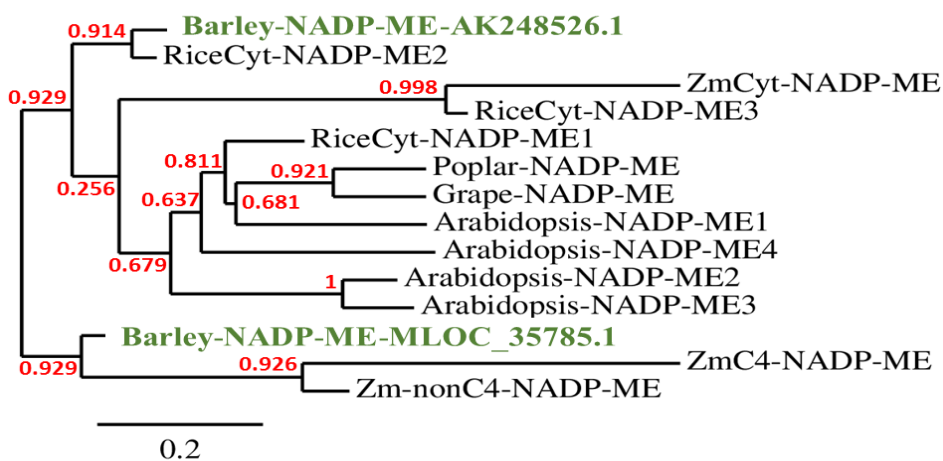 0.914
Barley-NADP-ME-AK248526.1
RiceCyt-NADP-ME2
0.929
0.998
ZmCyt-NADP-ME
RiceCyt-NADP-ME3
RiceCyt-NADP-ME1
0.811
0.921
Poplar-NADP-ME
0.256
0.637
Grape-NADP-ME
0.681
Arabidopsis-NADP-ME1
Arabidopsis-NADP-ME4
0.679
1
Arabidopsis-NADP-ME2
Arabidopsis-NADP-ME3
Barley-NADP-ME-MLOC_35785.1
0.929
0.926
ZmC4-NADP-ME
Zm-nonC4-NADP-ME
0.2